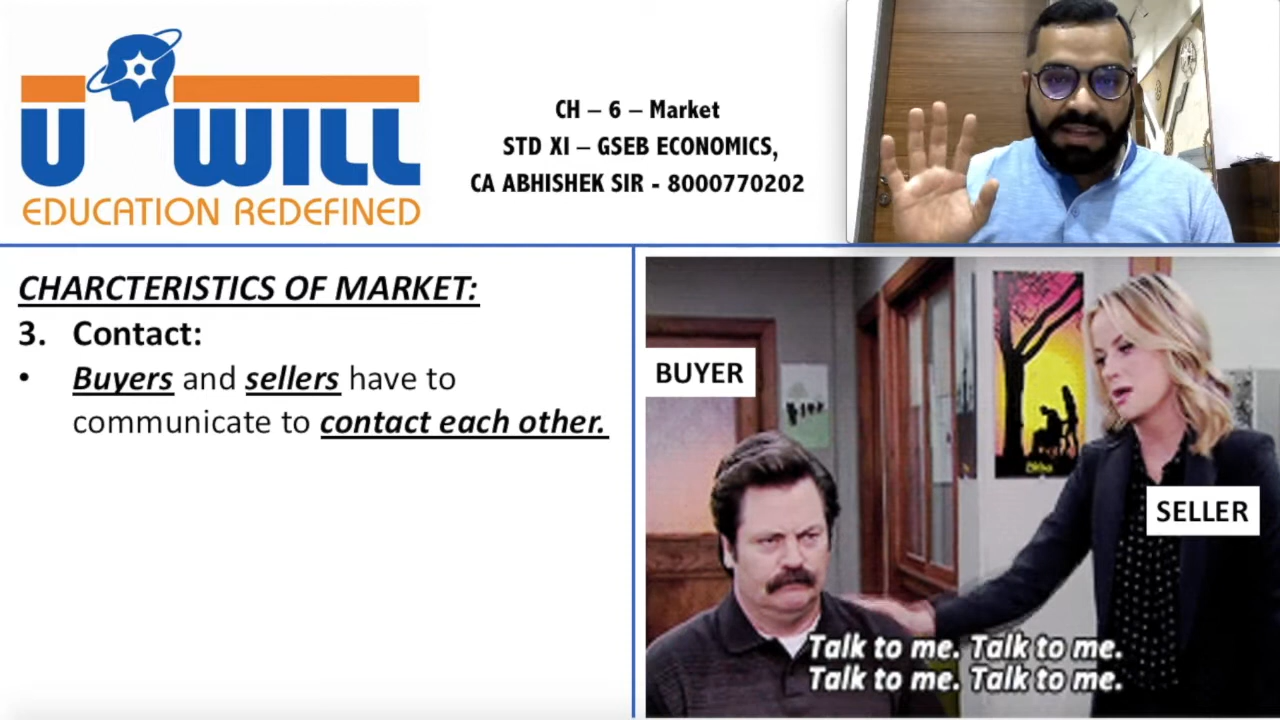 U WILL
EDUCATION REDEFINED
CH – 6 – Market
STD XI – GSEB ECONOMICS,
CA ABHISHEK SIR - 8000770202
CHARCTERISTICS OF MARKET:
3. Contact:
• Buyers and sellers have to
communicate to contact each other.
BUYER
SELLER
Talk to me. Talk to me.
Talk to me. Talk to me.